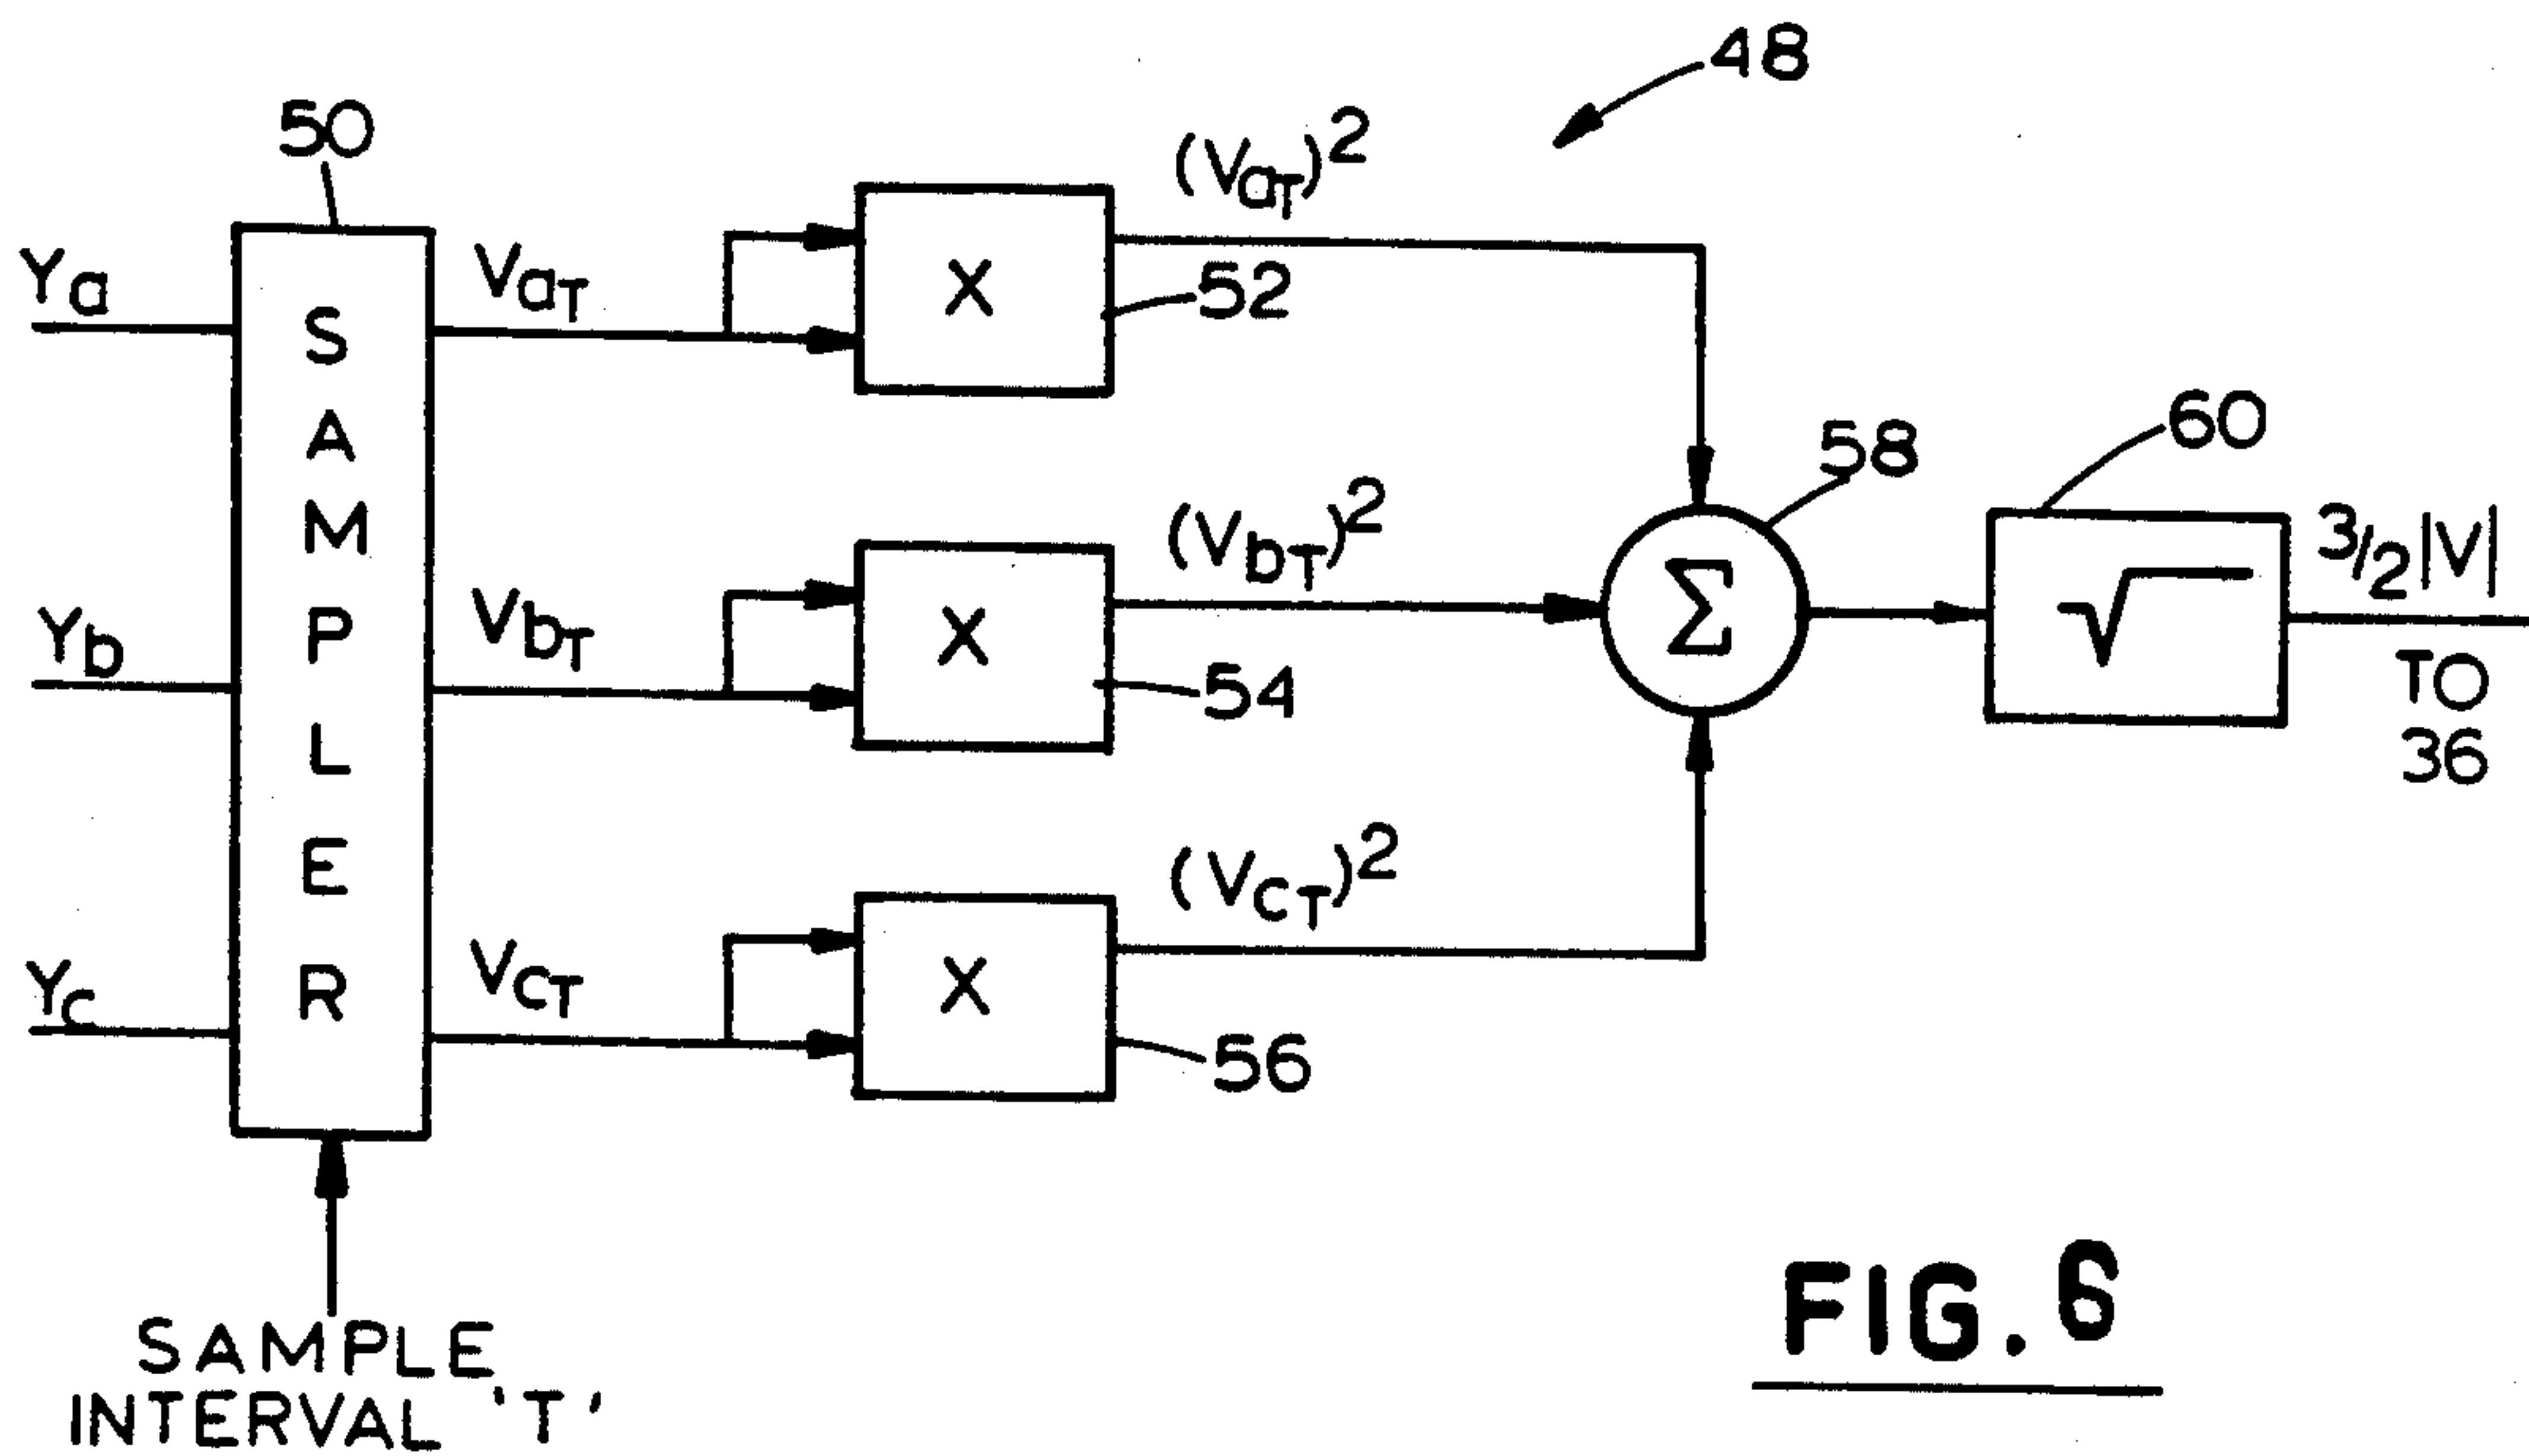 48
50
(VaT)²
Ya
VaT
X
52
SAMPLER
60
58
(VbT)²
3/2|V|
Yb
VbT
X
Σ
√
54
TO
36
(VcT)²
Yc
VcT
X
56
SAMPLE
INTERVAL 'T'
FIG. 6